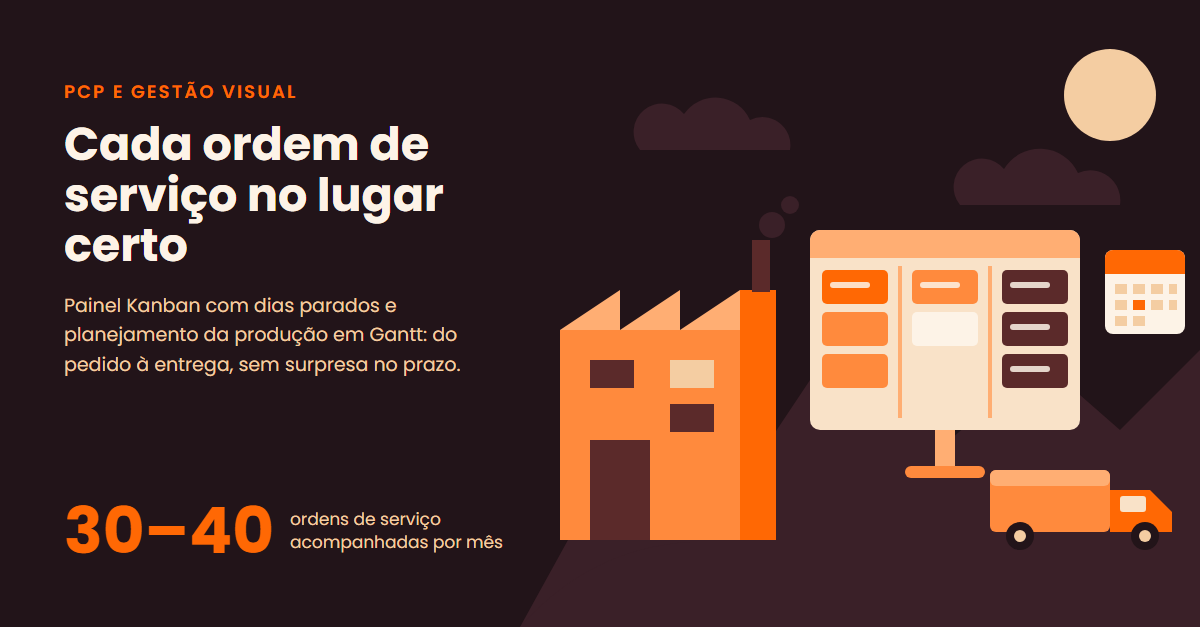 PCP E GESTÃO VISUAL
Cada ordem de
serviço no lugar
certo
Painel Kanban com dias parados e
planejamento da produção em Gantt: do
pedido à entrega, sem surpresa no prazo.
30–40
ordens de serviço
acompanhadas por mês